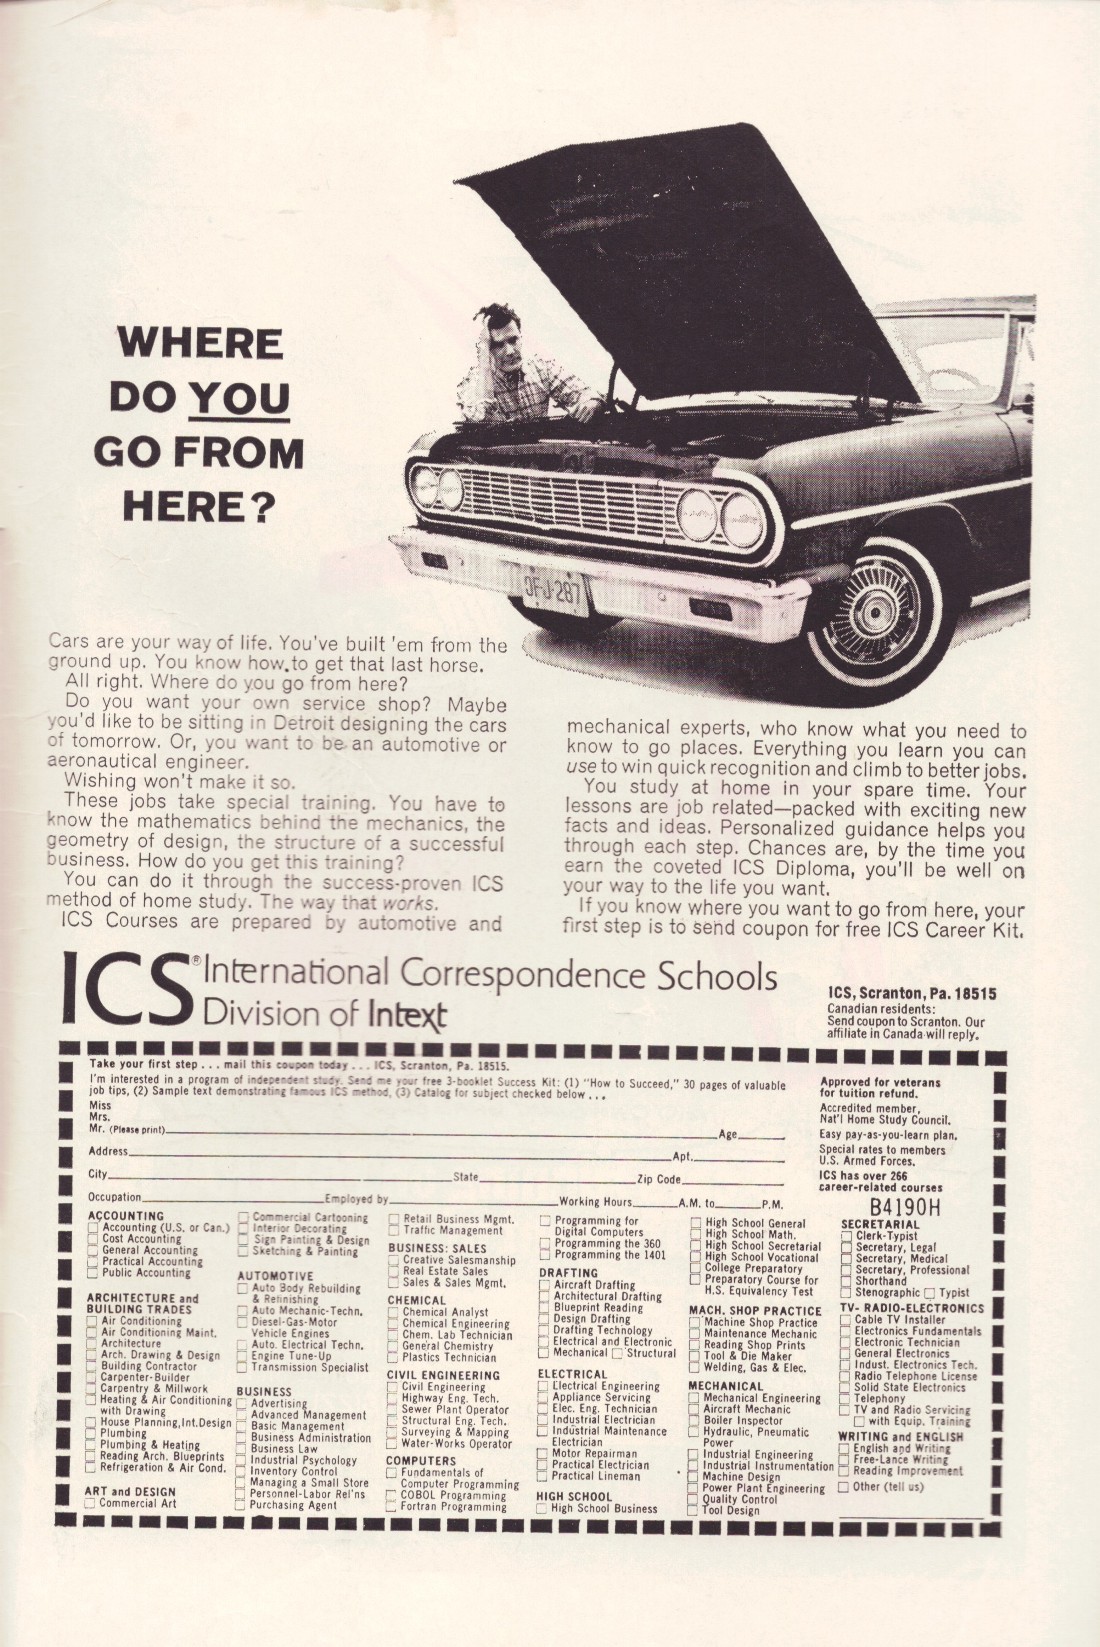 WHERE
DO YOU
GO FROM
HERE?
DFJ-287
Cars are your way of life. You've built 'em from the
ground up. You know how to get that last horse.
All right. Where do you go from here?
Do you want your own service shop? Maybe
you'd like to be sitting in Detroit designing the cars
of tomorrow. Or, you want to be an automotive or
aeronautical engineer.
Wishing won't make it so.
These jobs take special training. You have to
know the mathematics behind the mechanics, the
geometry of design, the structure of a successful
business. How do you get this training?
You can do it through the success-proven ICS
method of home study. The way that works.
ICS Courses are prepared by automotive and
mechanical experts, who know what you need to
know to go places. Everything you learn you can
use to win quick recognition and climb to better jobs.
You study at home in your spare time. Your
lessons are job related—packed with exciting new
facts and ideas. Personalized guidance helps you
through each step. Chances are, by the time you
earn the coveted ICS Diploma, you'll be well on
your way to the life you want.
If you know where you want to go from here, your
first step is to send coupon for free ICS Career Kit.
ICS® International Correspondence Schools
Division of Intext
ICS, Scranton, Pa. 18515
Canadian residents:
Send coupon to Scranton. Our
affiliate in Canada will reply.
Take your first step . . . mail this coupon today . . . ICS, Scranton, Pa. 18515.
I'm interested in a program of independent study. Send me your free 3-booklet Success Kit: (1) "How to Succeed," 30 pages of valuable
job tips, (2) Sample text demonstrating famous ICS method, (3) Catalog for subject checked below . . .
Miss
Mrs.
Mr. (Please print) Age
Address Apt.
City State Zip Code
Occupation Employed by Working Hours A.M. to P.M.
Approved for veterans
for tuition refund.
Accredited member,
Nat'l Home Study Council.
Easy pay-as-you-learn plan.
Special rates to members
U.S. Armed Forces.
ICS has over 266
career-related courses
B4190H
ACCOUNTING
Accounting (U.S. or Can.)
Cost Accounting
General Accounting
Practical Accounting
Public Accounting
ARCHITECTURE and
BUILDING TRADES
Air Conditioning
Air Conditioning Maint.
Architecture
Arch. Drawing & Design
Building Contractor
Carpenter-Builder
Carpentry & Millwork
Heating & Air Conditioning
with Drawing
House Planning, Int. Design
Plumbing
Plumbing & Heating
Reading Arch. Blueprints
Refrigeration & Air Cond.
ART and DESIGN
Commercial Art
Commercial Cartooning
Interior Decorating
Sign Painting & Design
Sketching & Painting
AUTOMOTIVE
Auto Body Rebuilding
& Refinishing
Auto Mechanic-Techn.
Diesel-Gas-Motor
Vehicle Engines
Auto. Electrical Techn.
Engine Tune-Up
Transmission Specialist
BUSINESS
Advertising
Advanced Management
Basic Management
Business Administration
Business Law
Industrial Psychology
Inventory Control
Managing a Small Store
Personnel-Labor Rel'ns
Purchasing Agent
Retail Business Mgmt.
Traffic Management
BUSINESS: SALES
Creative Salesmanship
Real Estate Sales
Sales & Sales Mgmt.
CHEMICAL
Chemical Analyst
Chemical Engineering
Chem. Lab Technician
General Chemistry
Plastics Technician
CIVIL ENGINEERING
Civil Engineering
Highway Eng. Tech.
Sewer Plant Operator
Structural Eng. Tech.
Surveying & Mapping
Water-Works Operator
COMPUTERS
Fundamentals of
Computer Programming
COBOL Programming
Fortran Programming
Programming for
Digital Computers
Programming the 360
Programming the 1401
DRAFTING
Aircraft Drafting
Architectural Drafting
Blueprint Reading
Design Drafting
Drafting Technology
Electrical and Electronic
Mechanical Structural
ELECTRICAL
Electrical Engineering
Appliance Servicing
Elec. Eng. Technician
Industrial Electrician
Industrial Maintenance
Electrician
Motor Repairman
Practical Electrician
Practical Lineman
HIGH SCHOOL
High School Business
High School General
High School Math.
High School Secretarial
High School Vocational
College Preparatory
Preparatory Course for
H.S. Equivalency Test
MACH. SHOP PRACTICE
Machine Shop Practice
Maintenance Mechanic
Reading Shop Prints
Tool & Die Maker
Welding, Gas & Elec.
MECHANICAL
Mechanical Engineering
Aircraft Mechanic
Boiler Inspector
Hydraulic, Pneumatic
Power
Industrial Engineering
Industrial Instrumentation
Machine Design
Power Plant Engineering
Quality Control
Tool Design
SECRETARIAL
Clerk-Typist
Secretary, Legal
Secretary, Medical
Secretary, Professional
Shorthand
Stenographic Typist
TV- RADIO-ELECTRONICS
Cable TV Installer
Electronics Fundamentals
Electronic Technician
General Electronics
Indust. Electronics Tech.
Radio Telephone License
Solid State Electronics
Telephony
TV and Radio Servicing
with Equip. Training
WRITING and ENGLISH
English and Writing
Free-Lance Writing
Reading Improvement
Other (tell us)